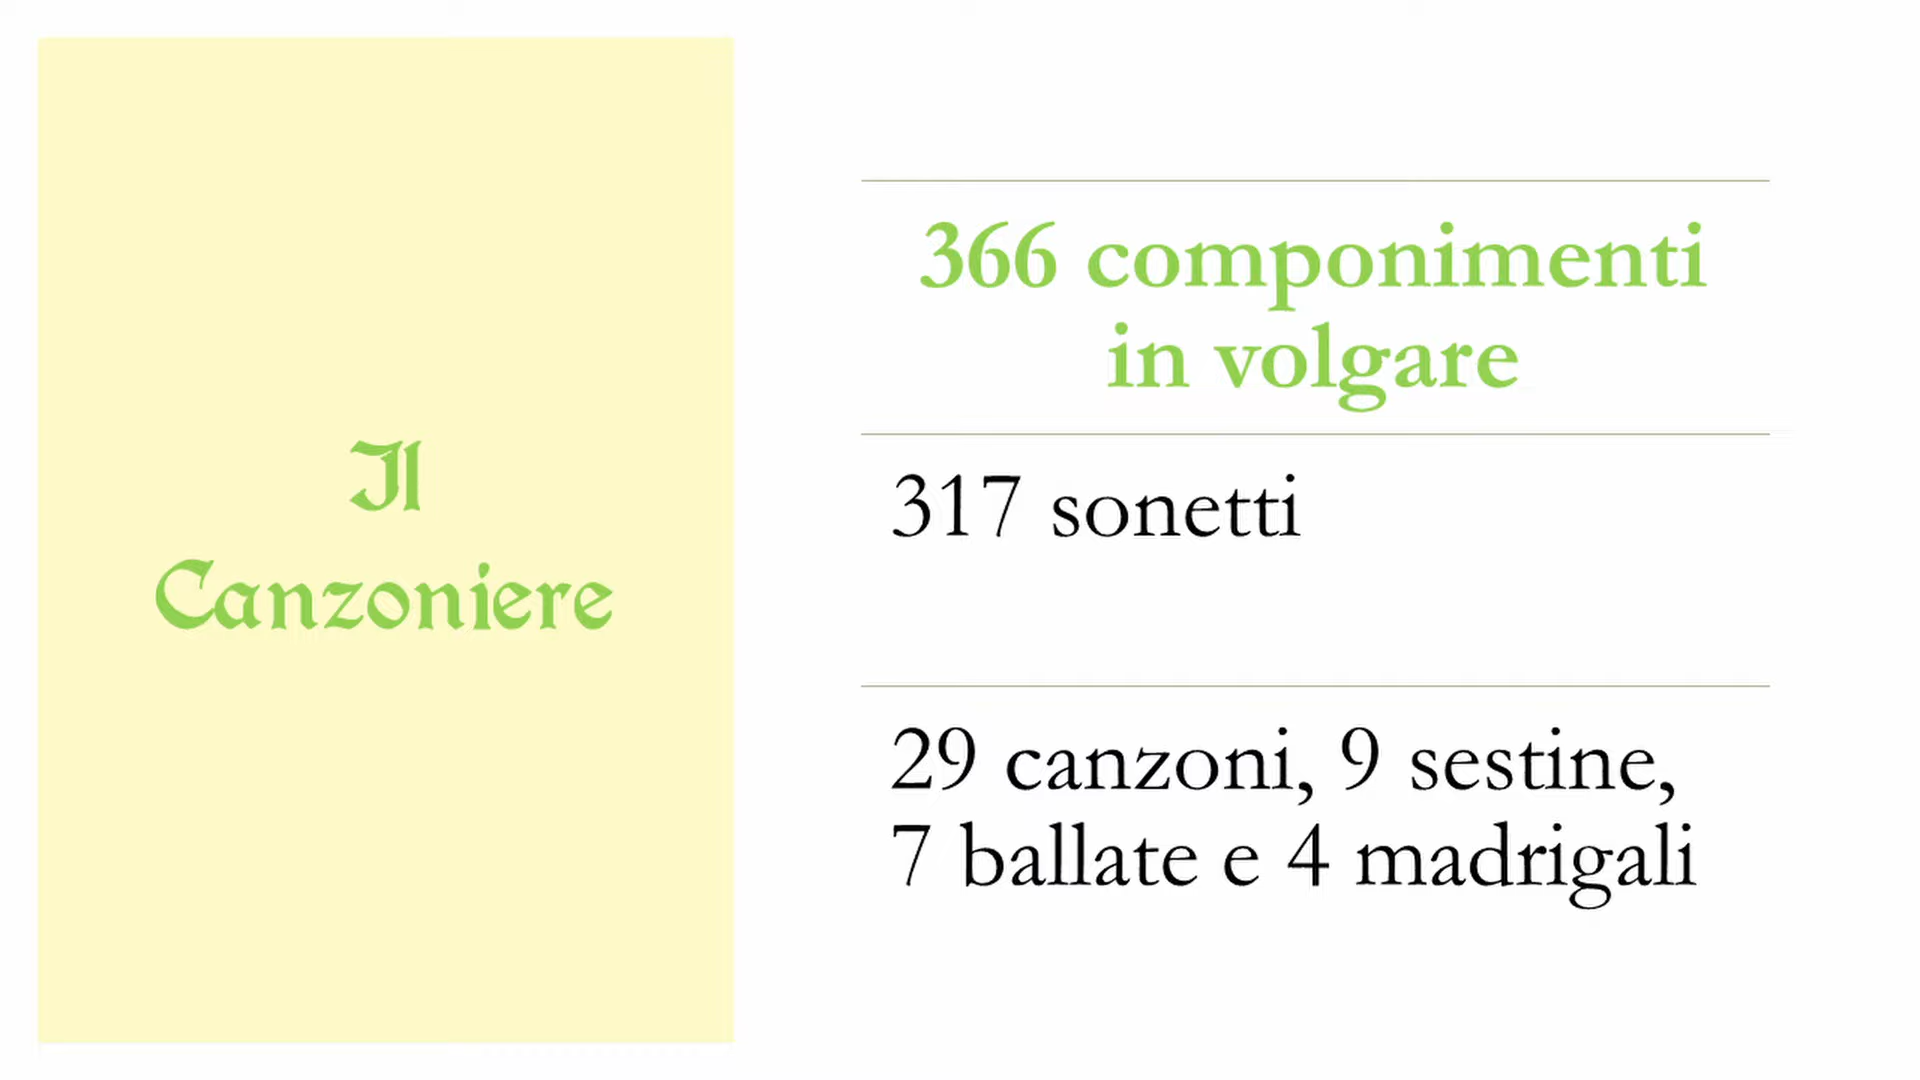 Il
Canzoniere
366 componimenti
in volgare
317 sonetti
29 canzoni, 9 sestine,
7 ballate e 4 madrigali